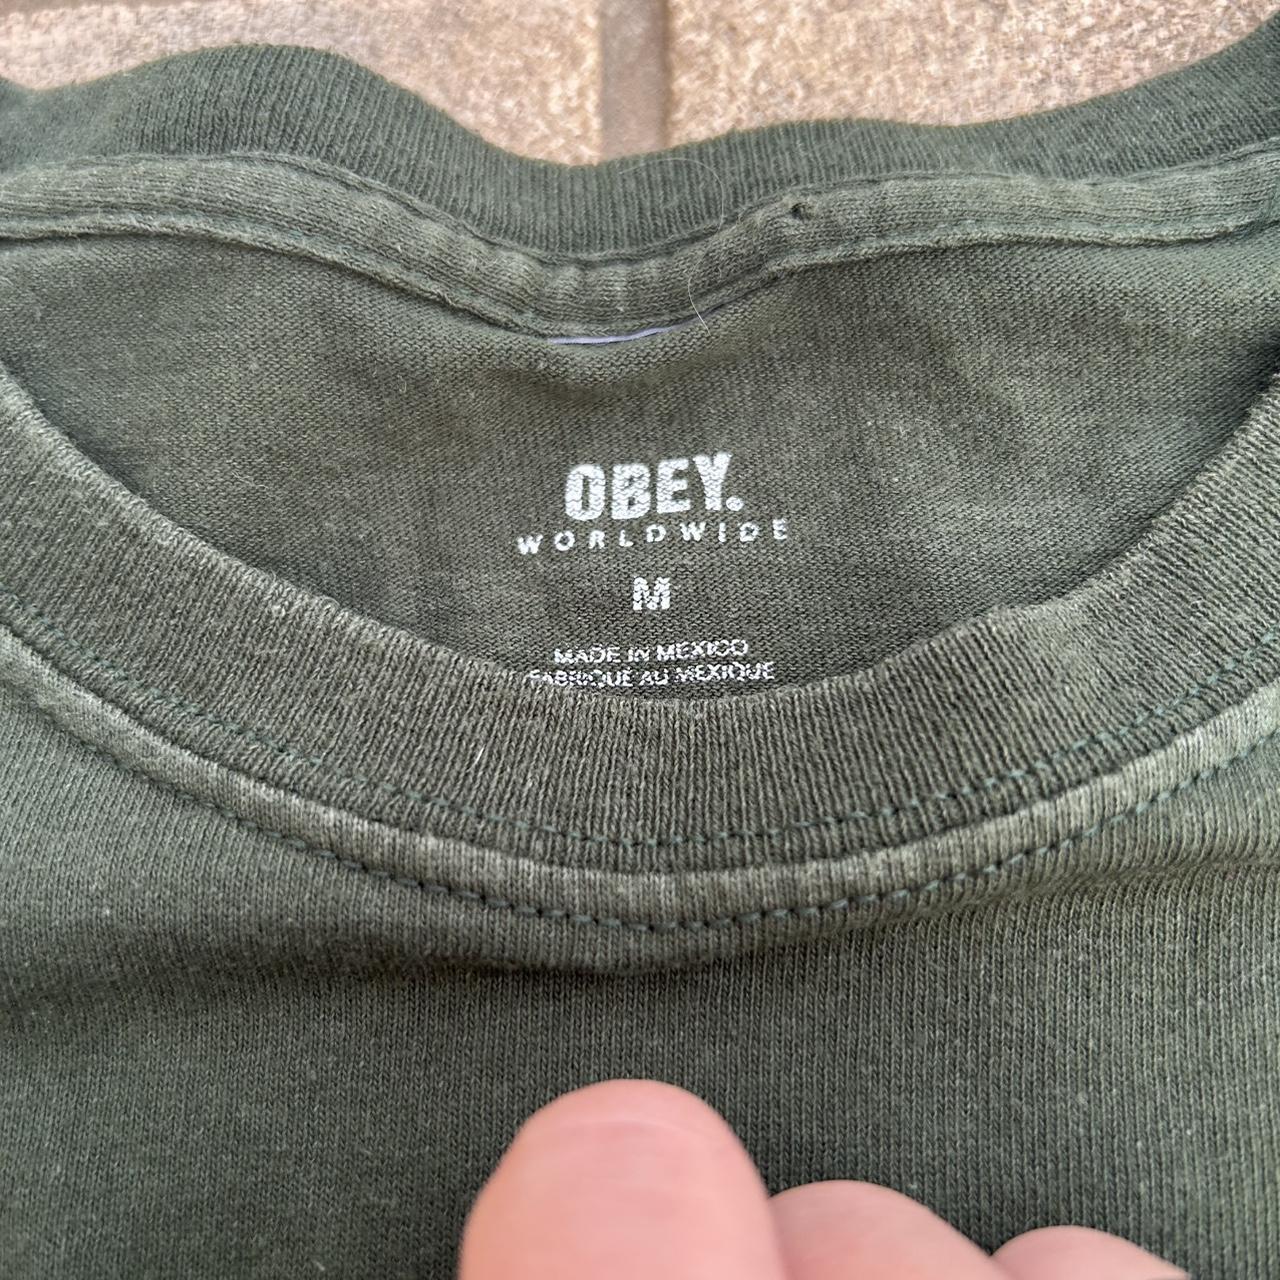 OBEY.
WORLDWIDE
M
MADE IN MEXICO
FABRIQUE AU MEXIQUE